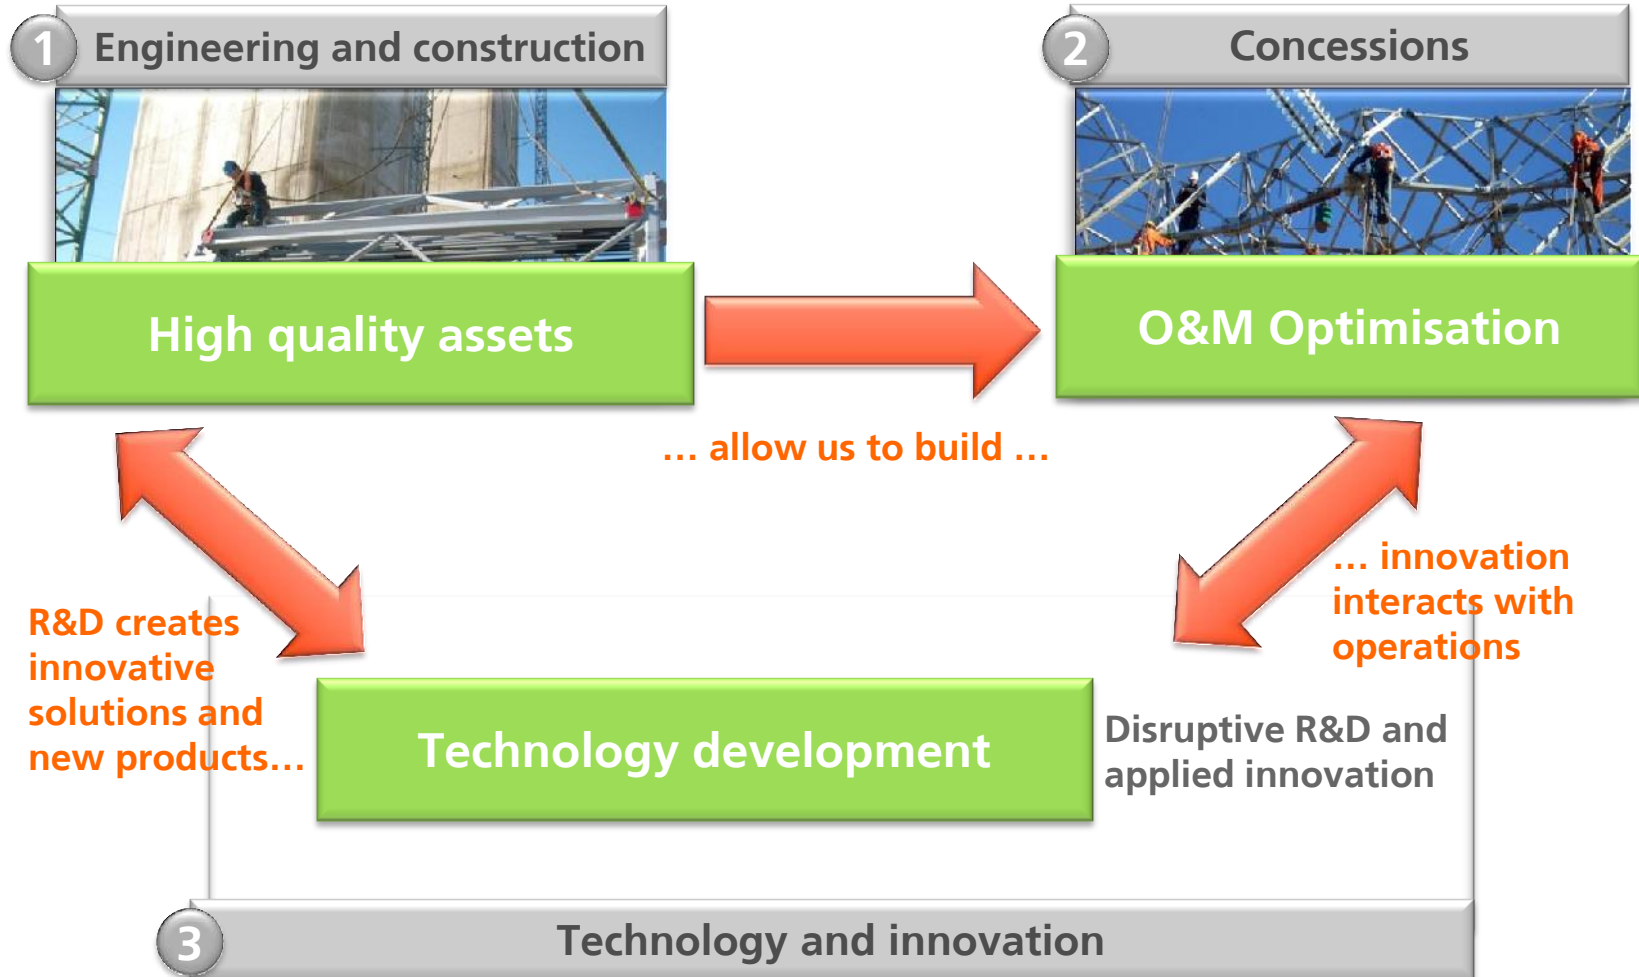 1 Engineering and construction
2 Concessions
High quality assets
O&M Optimisation
… allow us to build …
R&D creates
innovative
solutions and
new products…
… innovation
interacts with
operations
Technology development
Disruptive R&D and
applied innovation
3 Technology and innovation